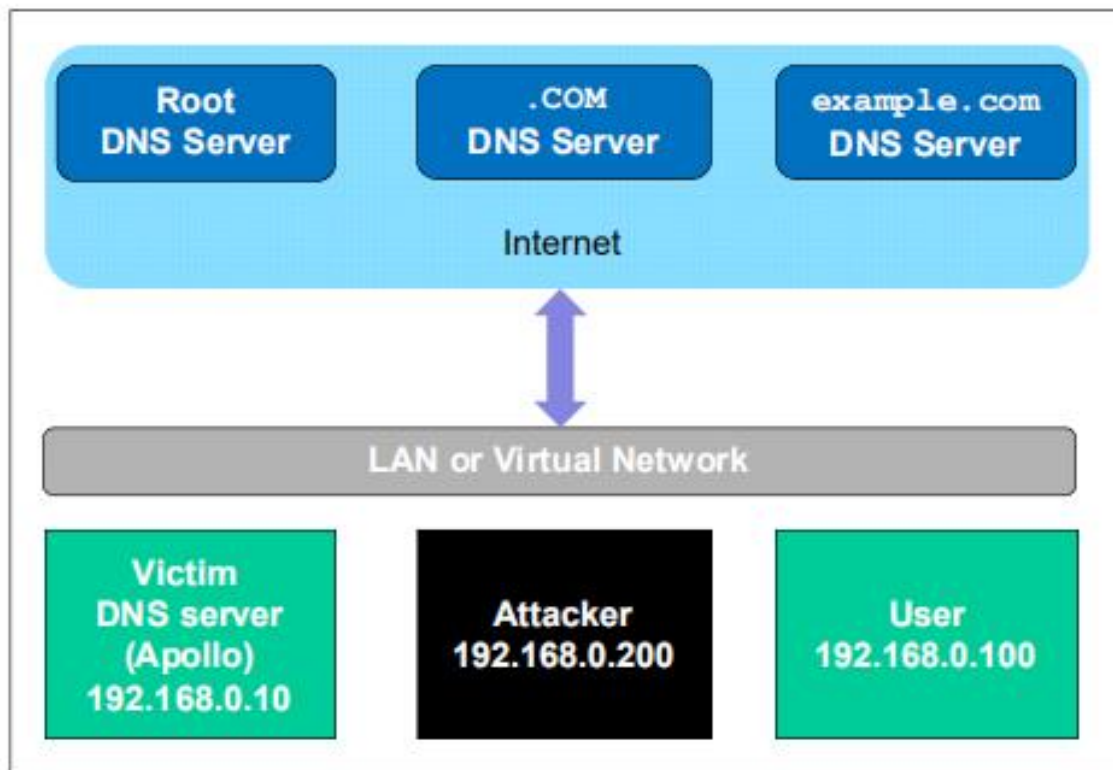 Root
DNS Server
.COM
DNS Server
example.com
DNS Server
Internet
LAN or Virtual Network
Victim
DNS server
(Apollo)
192.168.0.10
Attacker
192.168.0.200
User
192.168.0.100